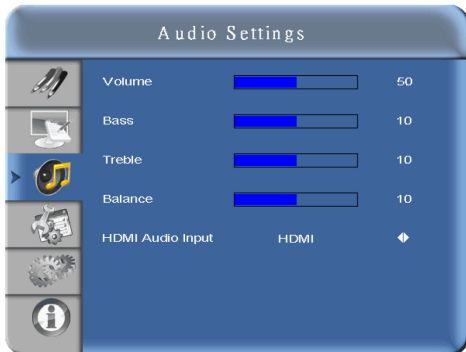 Audio Settings
Volume 50
Bass 10
Treble 10
Balance 10
HDMI Audio Input HDMI